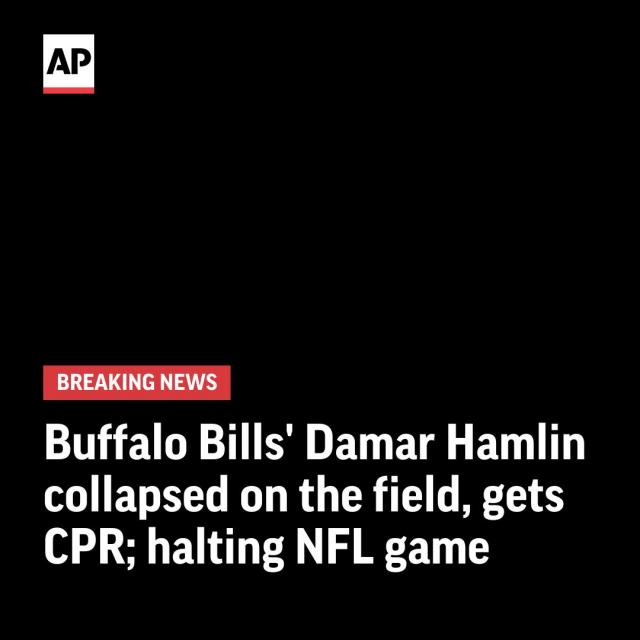 AP
BREAKING NEWS
Buffalo Bills' Damar Hamlin
collapsed on the field, gets
CPR; halting NFL game